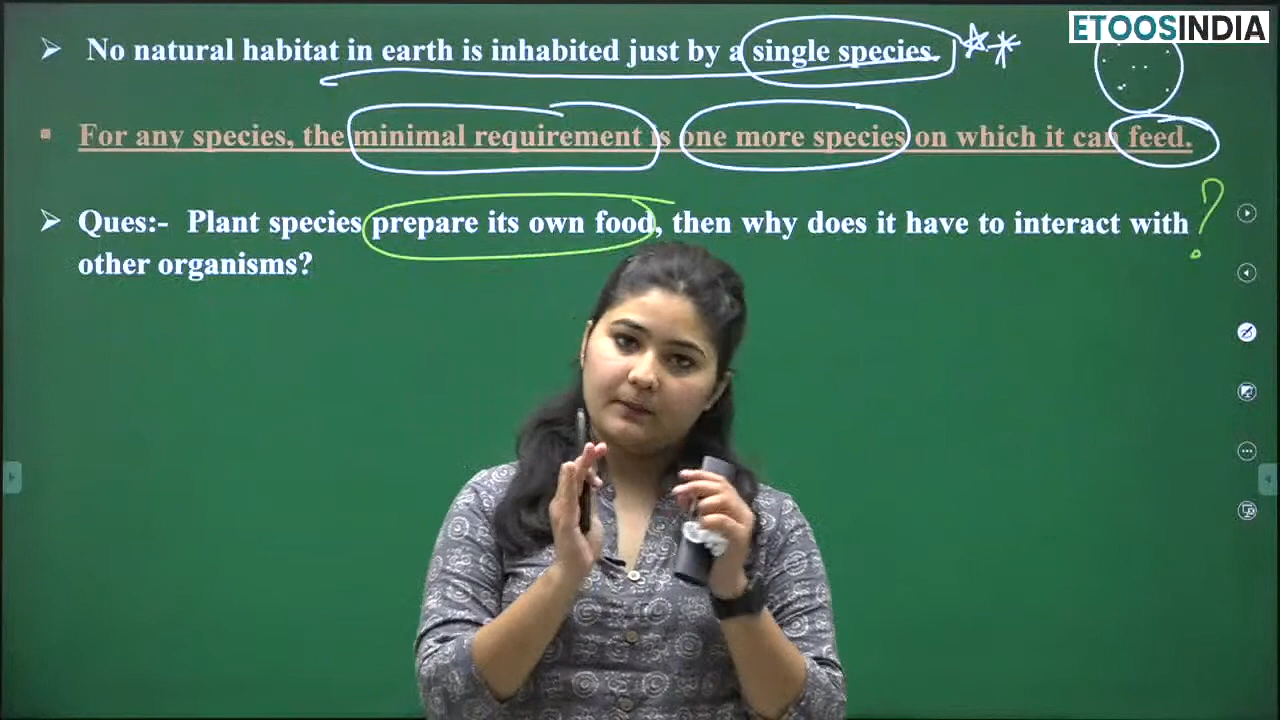 ETOOSINDIA
➤ No natural habitat in earth is inhabited just by a single species.
▪ For any species, the minimal requirement is one more species on which it can feed.
➤ Ques:- Plant species prepare its own food, then why does it have to interact with ?
other organisms?